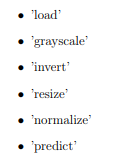 • ’load’
• ’grayscale’
• ’invert’
• ’resize’
• ’normalize’
• ’predict’